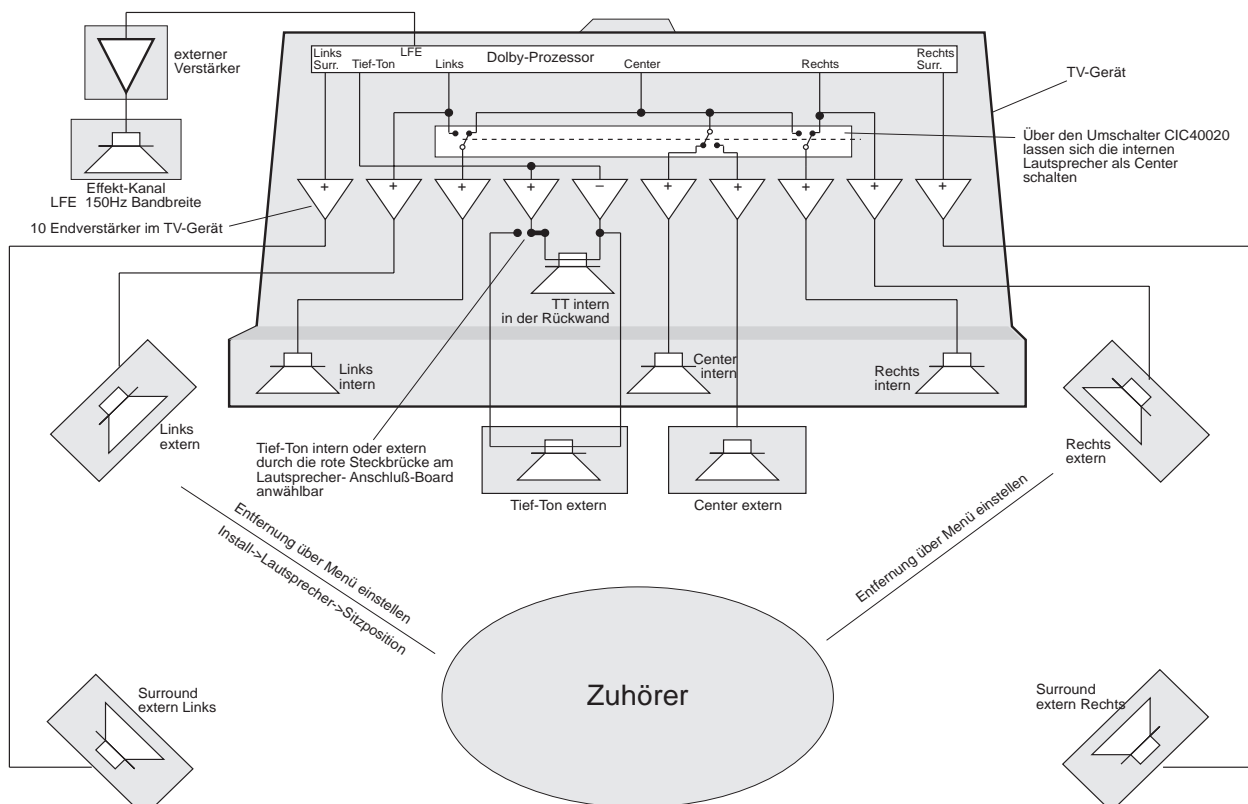 externer
Verstärker
Effekt-Kanal
LFE 150Hz Bandbreite
10 Endverstärker im TV-Gerät
Links
Surr.
Tief-Ton
LFE
Links
Dolby-Prozessor
Center
Rechts
Rechts
Surr.
TV-Gerät
Über den Umschalter CIC40020
lassen sich die internen
Lautsprecher als Center
schalten
+ + + + – + + + + +
TT intern
in der Rückwand
Links
intern
Center
intern
Rechts
intern
Links
extern
Tief-Ton intern oder extern
durch die rote Steckbrücke am
Lautsprecher- Anschluß-Board
anwählbar
Tief-Ton extern
Center extern
Rechts
extern
Entfernung über Menü einstellen
Install->Lautsprecher->Sitzposition
Entfernung über Menü einstellen
Zuhörer
Surround
extern Links
Surround
extern Rechts